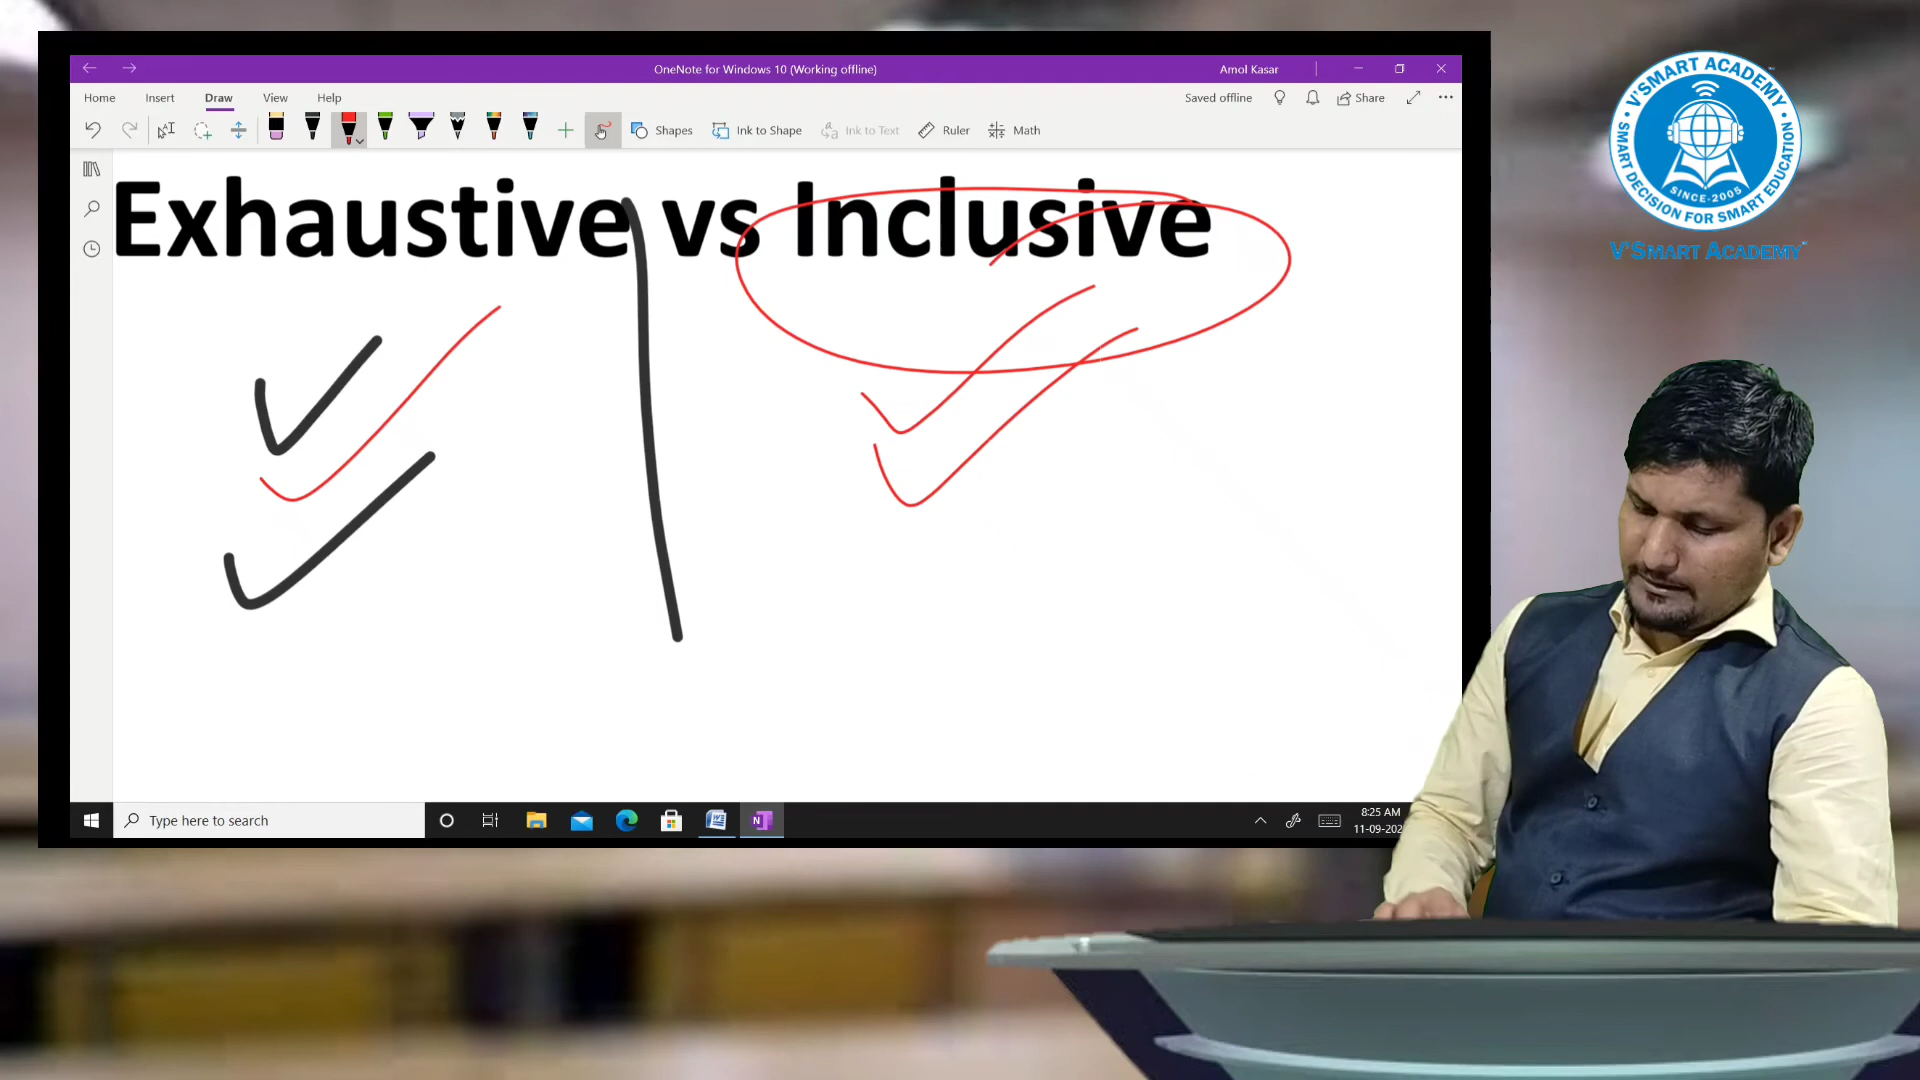 OneNote for Windows 10 (Working offline)
Amol Kasar
Home Insert Draw View Help
Saved offline
Share
Shapes
Ink to Shape
Ink to Text
Ruler
Math
Exhaustive vs Inclusive
Type here to search
8:25 AM
V'SMART ACADEMY
SMART DECISION FOR SMART EDUCATION
SINCE-2005
V'SMART ACADEMY